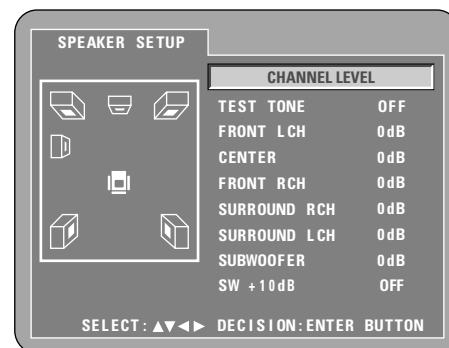 SPEAKER SETUP
CHANNEL LEVEL
TEST TONE OFF
FRONT LCH 0dB
CENTER 0dB
FRONT RCH 0dB
SURROUND RCH 0dB
SURROUND LCH 0dB
SUBWOOFER 0dB
SW +10dB OFF
SELECT: ▲▼◄► DECISION:ENTER BUTTON